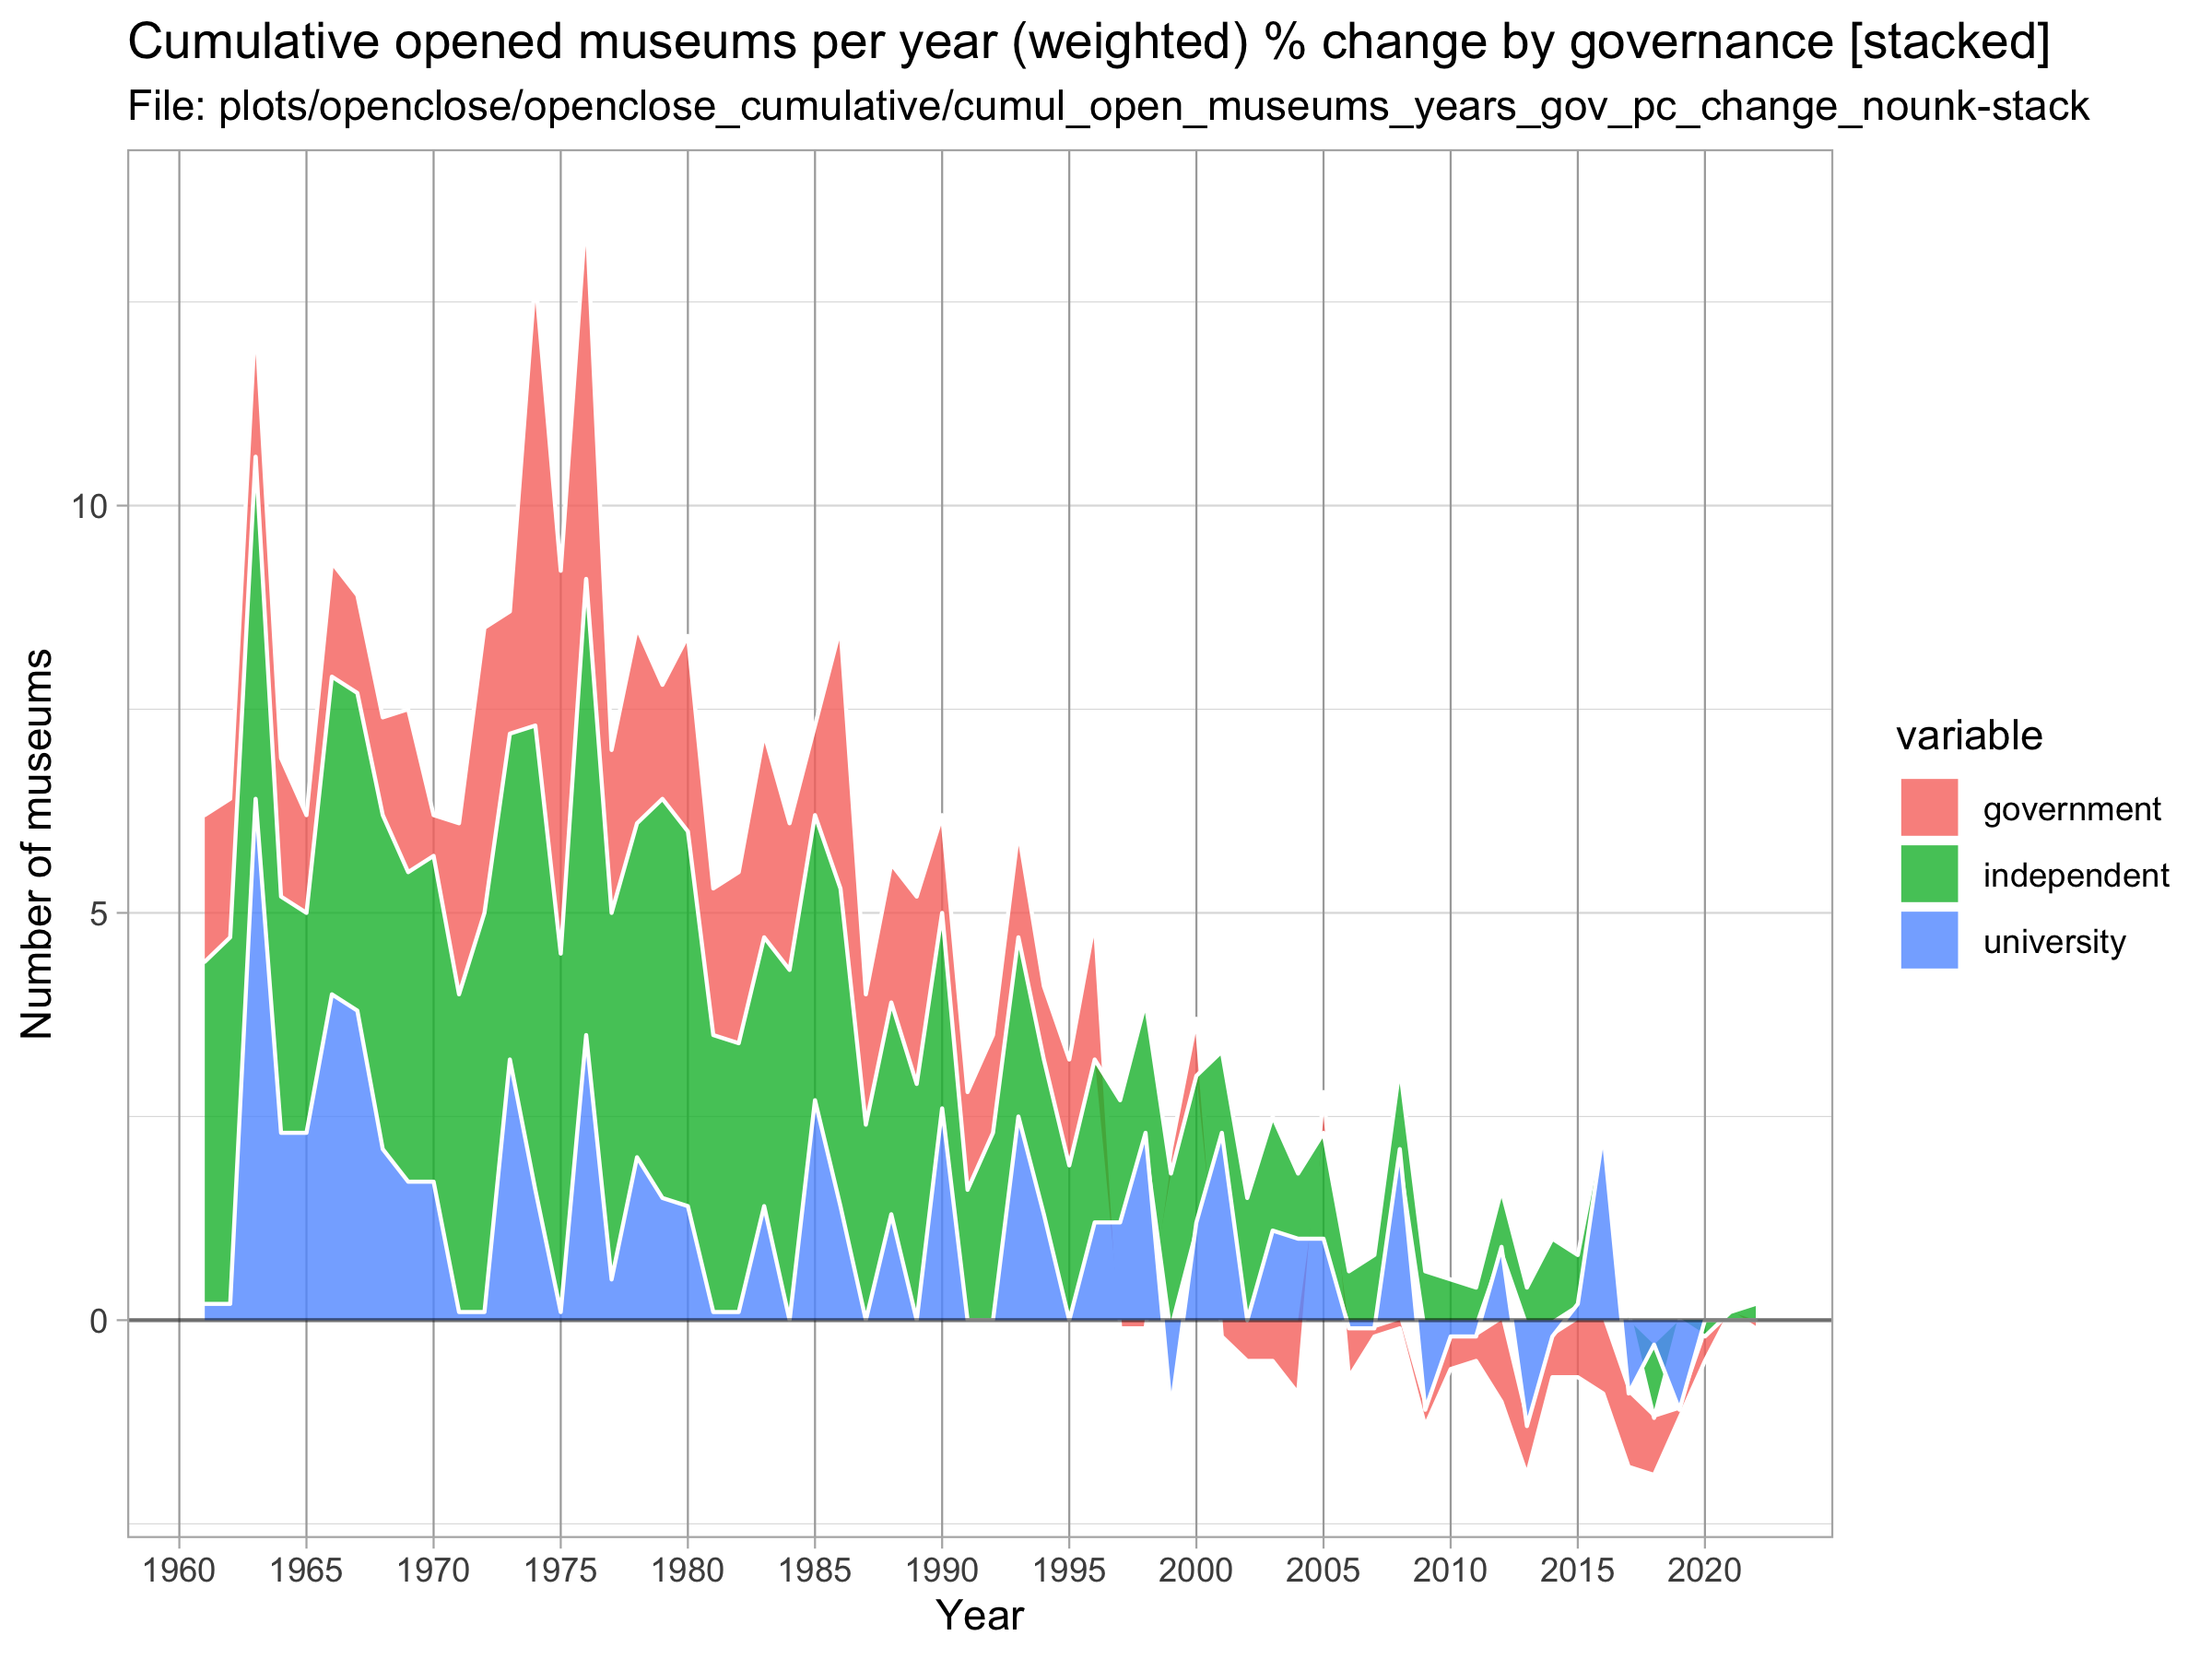 Cumulative opened museums per year (weighted) % change by governance [stacked]
File: plots/openclose/openclose_cumulative/cumul_open_museums_years_gov_pc_change_nounk-stack
Number of museums
10
5
0
1960 1965 1970 1975 1980 1985 1990 1995 2000 2005 2010 2015 2020
Year
variable
government
independent
university